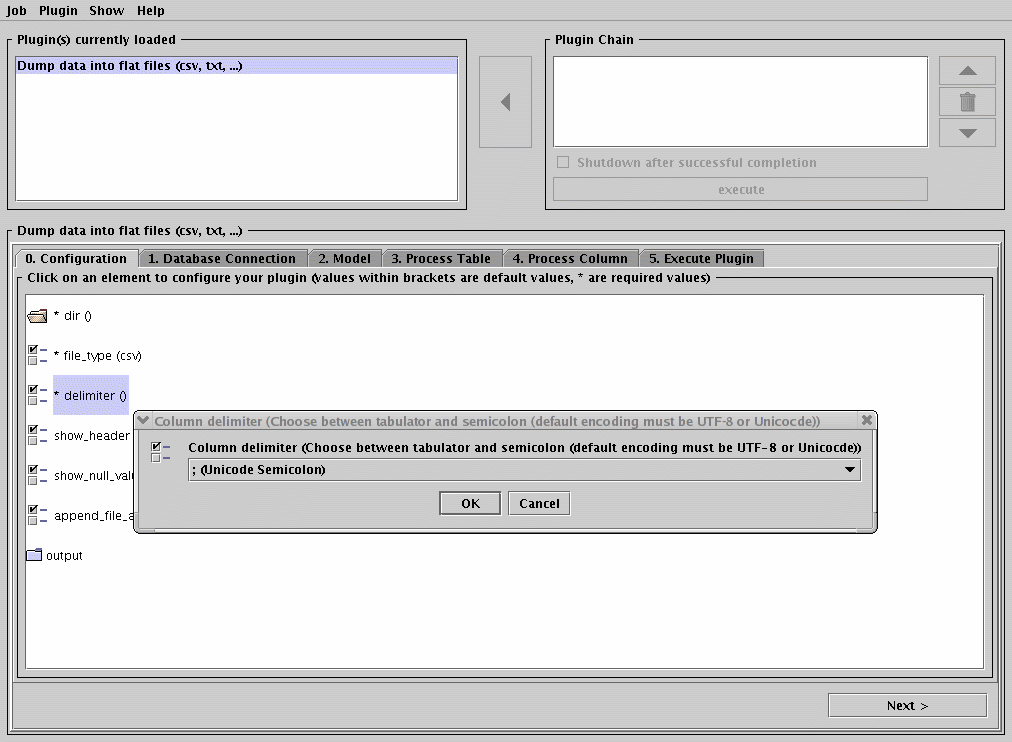 Job Plugin Show Help
Plugin(s) currently loaded
Dump data into flat files (csv, txt, ...)
Plugin Chain
Shutdown after successful completion
execute
Dump data into flat files (csv, txt, ...)
0. Configuration 1. Database Connection 2. Model 3. Process Table 4. Process Column 5. Execute Plugin
Click on an element to configure your plugin (values within brackets are default values, * are required values)
* dir ()
* file_type (csv)
* delimiter ()
show_header
show_null_valu
append_file_a
output
Column delimiter (Choose between tabulator and semicolon (default encoding must be UTF-8 or Unicocde))
Column delimiter (Choose between tabulator and semicolon (default encoding must be UTF-8 or Unicocde))
; (Unicode Semicolon)
OK Cancel
Next >